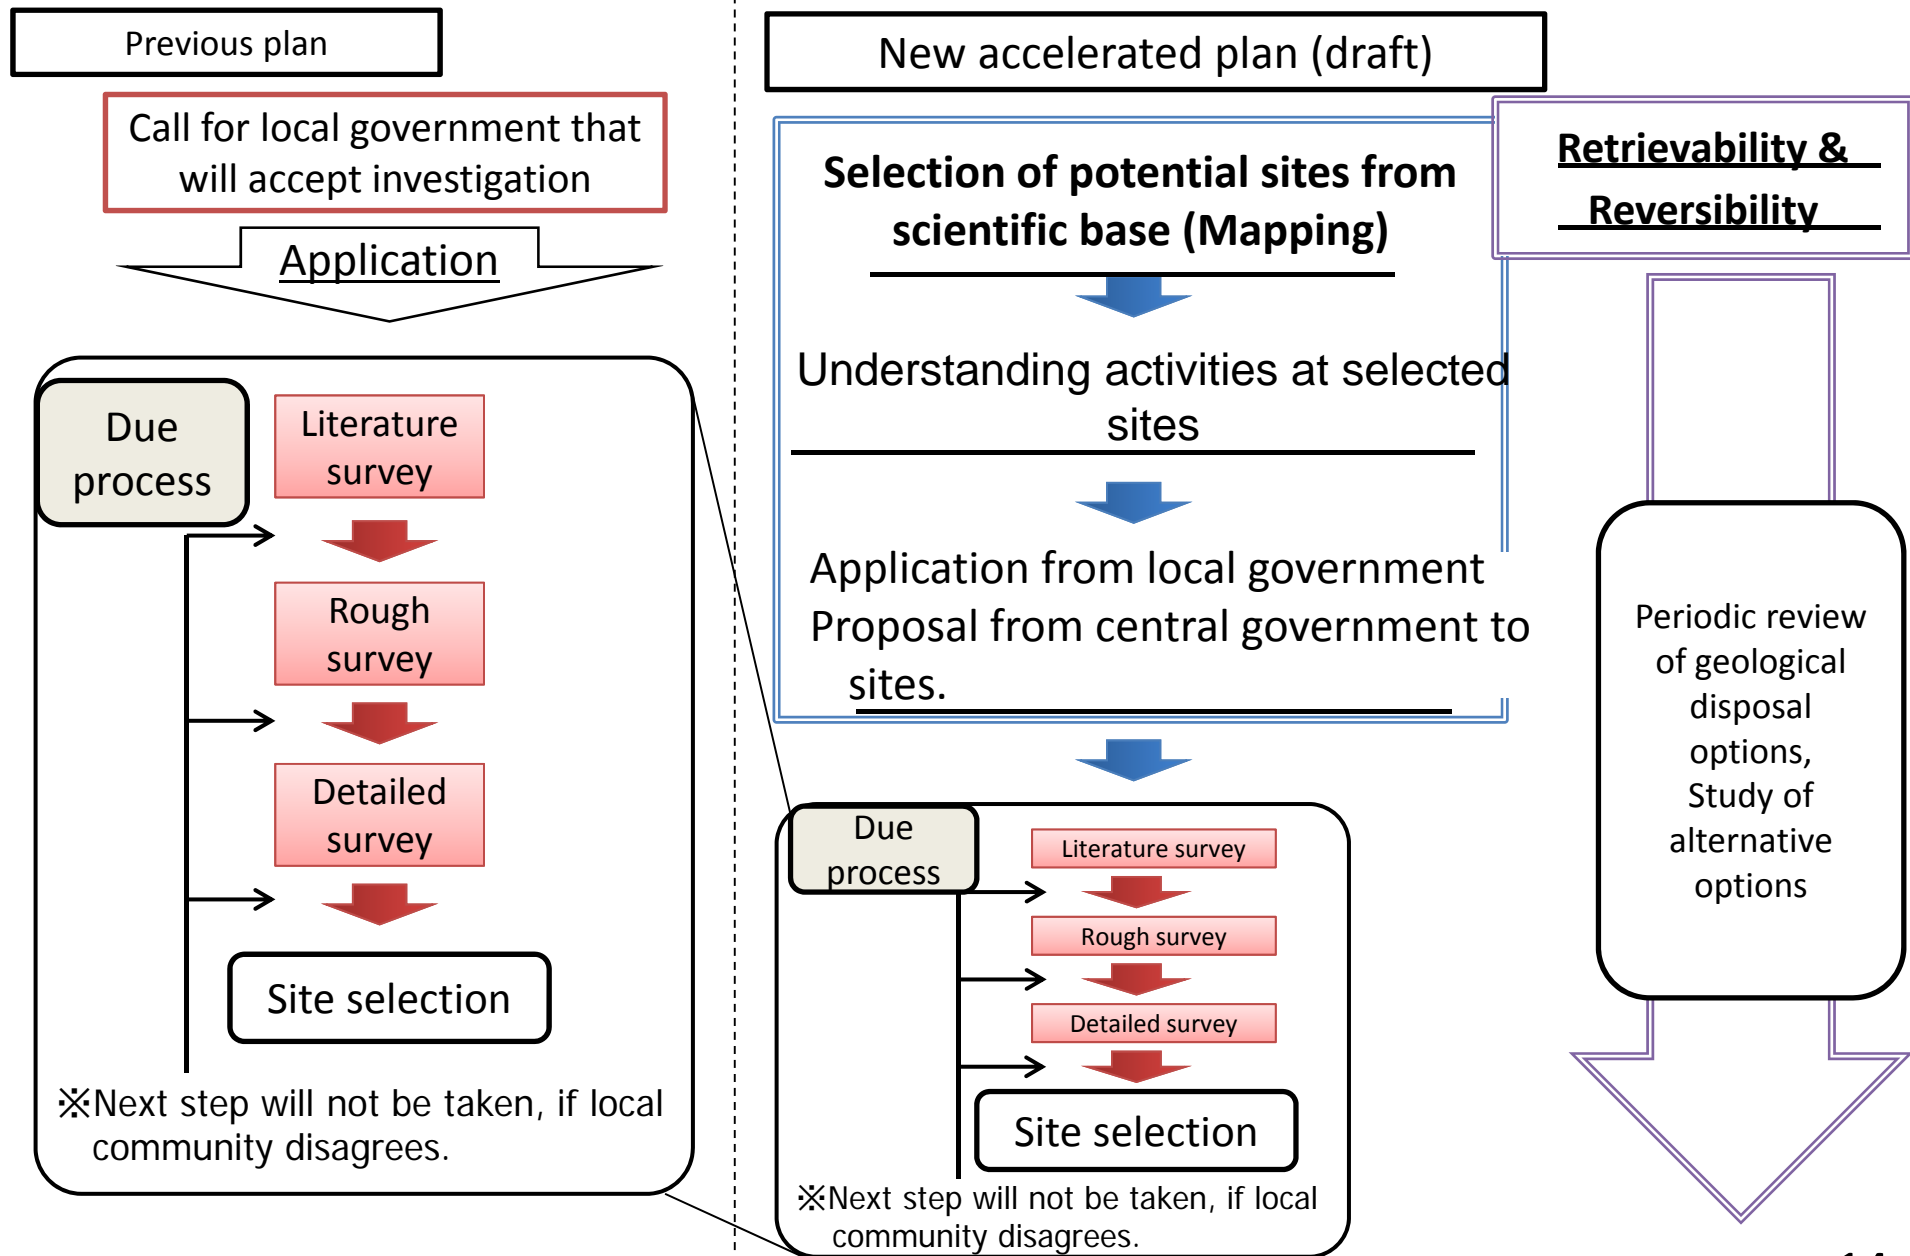 Previous plan
Call for local government that
will accept investigation
Application
Due
process
Literature
survey
Rough
survey
Detailed
survey
Site selection
※Next step will not be taken, if local
community disagrees.
New accelerated plan (draft)
Selection of potential sites from
scientific base (Mapping)
Understanding activities at selected
sites
Application from local government
Proposal from central government to
sites.
Due
process
Literature survey
Rough survey
Detailed survey
Site selection
※Next step will not be taken, if local
community disagrees.
Retrievability &
Reversibility
Periodic review
of geological
disposal
options,
Study of
alternative
options